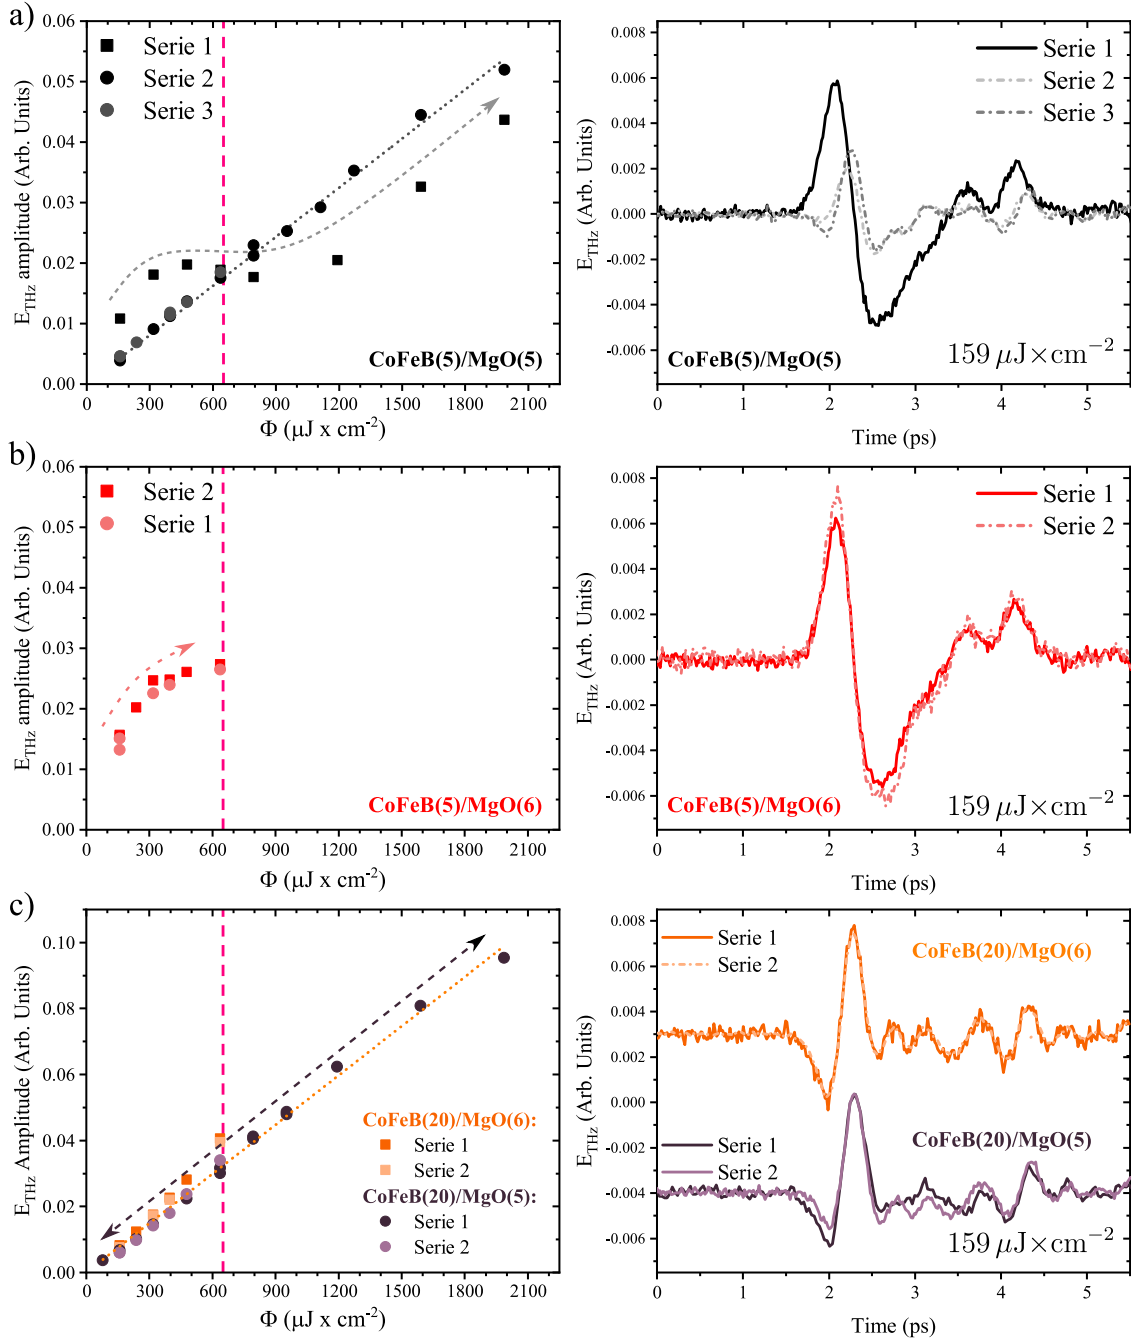 a)
0.06
0.05
0.04
0.03
0.02
0.01
0.00
E_THz amplitude (Arb. Units)
Serie 1
Serie 2
Serie 3
CoFeB(5)/MgO(5)
0 300 600 900 1200 1500 1800 2100
Φ (μJ x cm⁻²)
0.008
0.006
0.004
0.002
0.000
-0.002
-0.004
-0.006
E_THz (Arb. Units)
Serie 1
Serie 2
Serie 3
CoFeB(5)/MgO(5)
159 μJ×cm⁻²
0 1 2 3 4 5
Time (ps)
b)
0.06
0.05
0.04
0.03
0.02
0.01
0.00
E_THz amplitude (Arb. Units)
Serie 2
Serie 1
CoFeB(5)/MgO(6)
0 300 600 900 1200 1500 1800 2100
Φ (μJ x cm⁻²)
0.008
0.006
0.004
0.002
0.000
-0.002
-0.004
-0.006
E_THz (Arb. Units)
Serie 1
Serie 2
CoFeB(5)/MgO(6)
159 μJ×cm⁻²
0 1 2 3 4 5
Time (ps)
c)
0.10
0.08
0.06
0.04
0.02
0.00
E_THz Amplitude (Arb. Units)
CoFeB(20)/MgO(6):
Serie 1
Serie 2
CoFeB(20)/MgO(5):
Serie 1
Serie 2
0 300 600 900 1200 1500 1800 2100
Φ (μJ x cm⁻²)
0.008
0.006
0.003
0.000
-0.002
-0.004
-0.006
E_THz (Arb. Units)
Serie 1
Serie 2
CoFeB(20)/MgO(6)
Serie 1
Serie 2
CoFeB(20)/MgO(5)
159 μJ×cm⁻²
0 1 2 3 4 5
Time (ps)